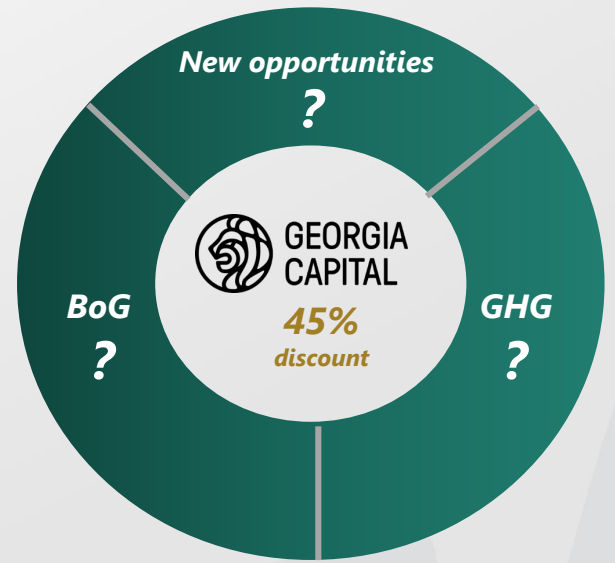 New opportunities
?
BoG
?
GEORGIA
CAPITAL
45%
discount
GHG
?